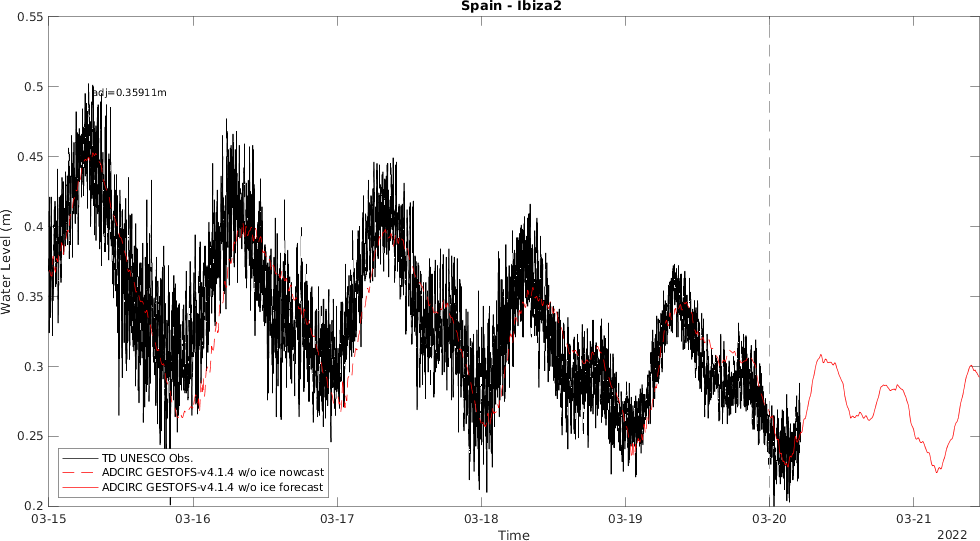 Spain - Ibiza2
0.55
0.5
0.45
0.4
0.35
0.3
0.25
0.2
Water Level (m)
adj=0.35911m
TD UNESCO Obs.
ADCIRC GESTOFS-v4.1.4 w/o ice nowcast
ADCIRC GESTOFS-v4.1.4 w/o ice forecast
03-15 03-16 03-17 03-18 03-19 03-20 03-21
Time
2022